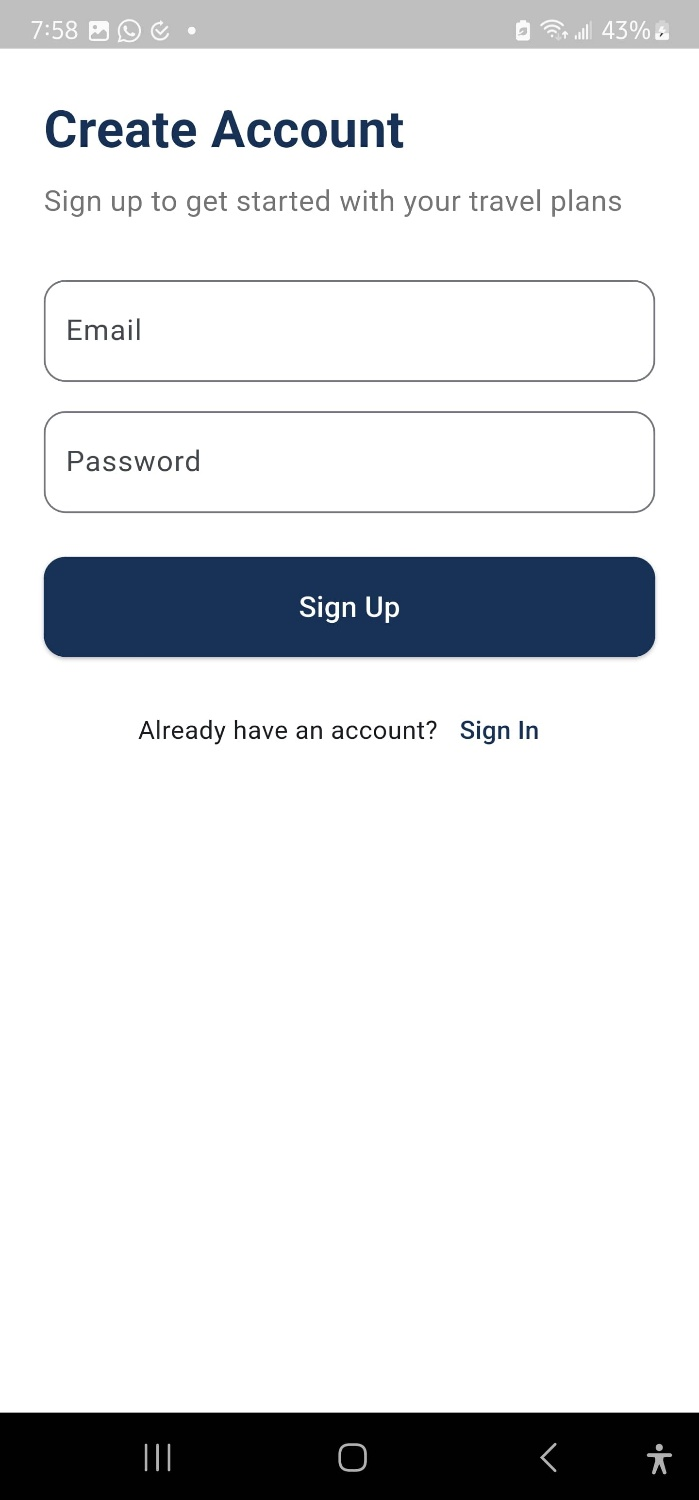 7:58 43%
Create Account
Sign up to get started with your travel plans
Email
Password
Sign Up
Already have an account? Sign In